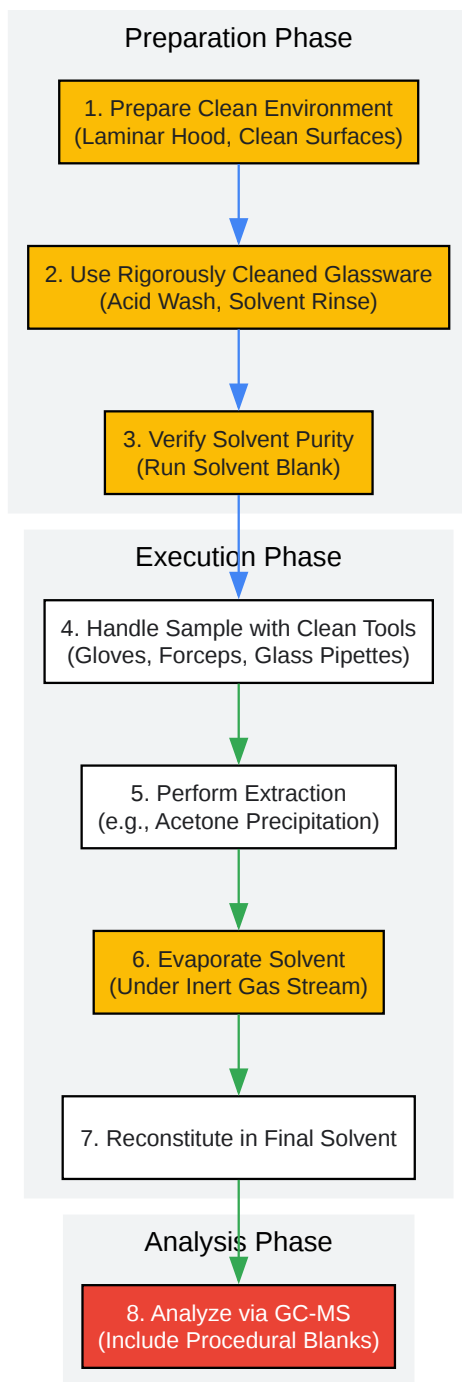 Preparation Phase
1. Prepare Clean Environment
(Laminar Hood, Clean Surfaces)
2. Use Rigorously Cleaned Glassware
(Acid Wash, Solvent Rinse)
3. Verify Solvent Purity
(Run Solvent Blank)
Execution Phase
4. Handle Sample with Clean Tools
(Gloves, Forceps, Glass Pipettes)
5. Perform Extraction
(e.g., Acetone Precipitation)
6. Evaporate Solvent
(Under Inert Gas Stream)
7. Reconstitute in Final Solvent
Analysis Phase
8. Analyze via GC-MS
(Include Procedural Blanks)